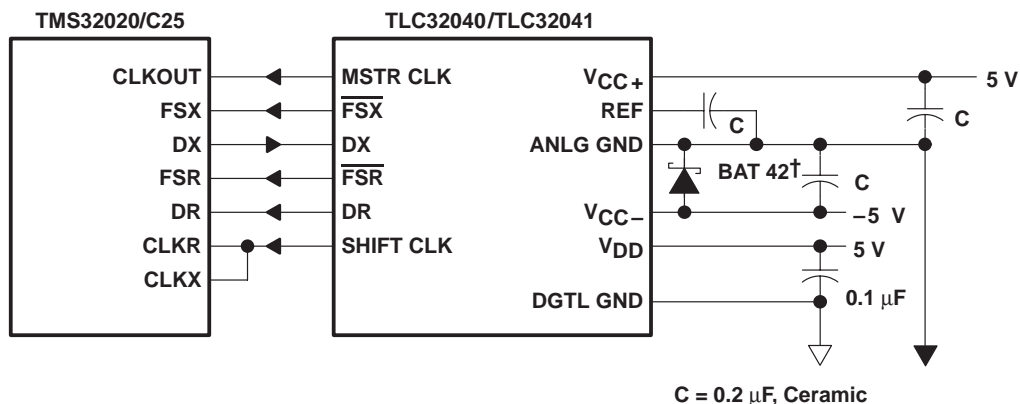 TMS32020/C25
TLC32040/TLC32041
CLKOUT
FSX
DX
FSR
DR
CLKR
CLKX
MSTR CLK
FSX
DX
FSR
DR
SHIFT CLK
VCC+
REF
ANLG GND
VCC−
VDD
DGTL GND
5 V
C
C
BAT 42†
C
−5 V
5 V
0.1 μF
C = 0.2 μF, Ceramic